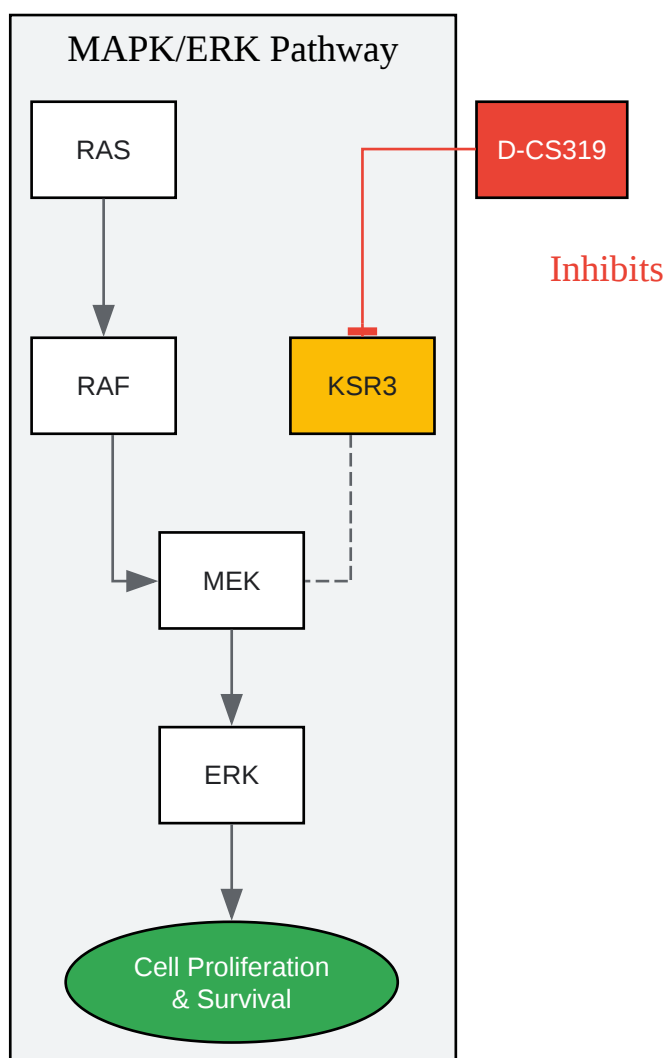 MAPK/ERK Pathway
RAS
D-CS319
Inhibits
RAF
KSR3
MEK
ERK
Cell Proliferation
& Survival